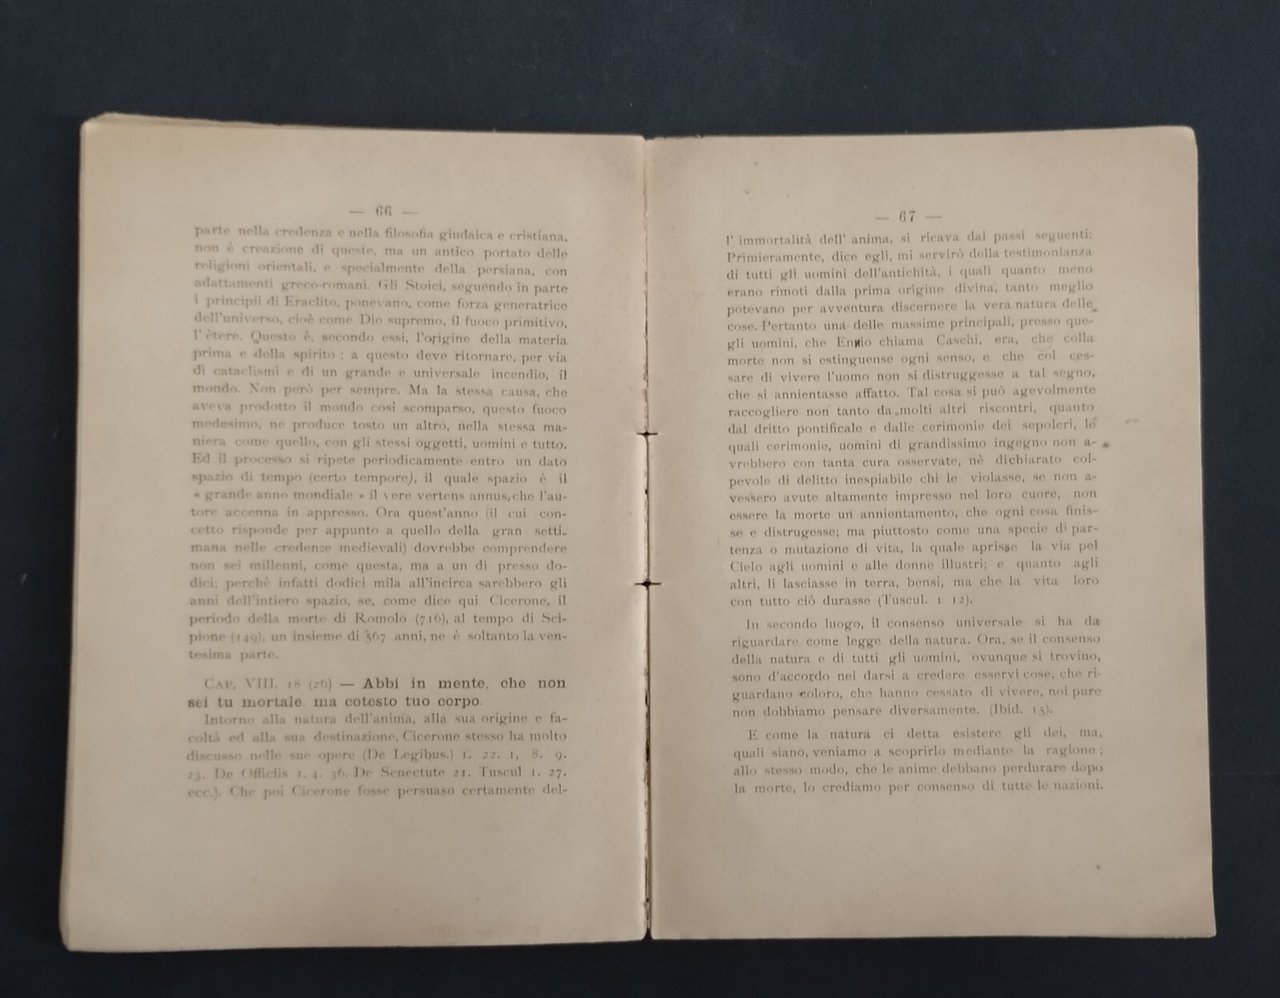 — 66 —
parte nella credenza e nella filosofia giudaica e cristiana,
non è creazione di queste, ma un antico portato delle
religioni orientali, e specialmente della persiana, con
adattamenti greco-romani. Gli Stoici, seguendo in parte
i principii di Eraclito, ponevano, come forza generatrice
dell'universo, cioè come Dio supremo, il fuoco primitivo,
l'ètere. Questo è, secondo essi, l'origine della materia
prima e della spirito ; a questo deve ritornare, per via
di cataclismi e di un grande e universale incendio, il
mondo. Non però per sempre. Ma la stessa causa, che
aveva prodotto il mondo così scomparso, questo fuoco
medesimo, ne produce tosto un altro, nella stessa ma-
niera come quello, con gli stessi oggetti, uomini e tutto.
Ed il processo si ripete periodicamente entro un dato
spazio di tempo (certo tempore), il quale spazio è il
« grande anno mondiale » il vere vertens annus, che l'au-
tore accenna in appresso. Ora quest'anno (il cui con-
cetto risponde per appunto a quello della gran setti-
mana nelle credenze medievali) dovrebbe comprendere
non sei millenni, come questa, ma a un di presso do-
dici; perchè infatti dodici mila all'incirca sarebbero gli
anni dell'intiero spazio, se, come dice qui Cicerone, il
periodo della morte di Romolo (716), al tempo di Sci-
pione (149), un insieme di 567 anni, ne è soltanto la ven-
tesima parte.
CAP. VIII. 18 (26) — Abbi in mente, che non
sei tu mortale, ma cotesto tuo corpo.
Intorno alla natura dell'anima, alla sua origine e fa-
coltà ed alla sua destinazione, Cicerone stesso ha molto
discusso nelle sue opere (De Legibus.) 1. 22. 1, 8. 9.
23. De Officiis 1. 4. 36. De Senectute 21. Tuscul 1. 27.
ecc.). Che poi Cicerone fosse persuaso certamente del-
— 67 —
l' immortalità dell' anima, si ricava dai passi seguenti:
Primieramente, dice egli, mi servirò della testimonianza
di tutti gli uomini dell'antichità, i quali quanto meno
erano rimoti dalla prima origine divina, tanto meglio
potevano per avventura discernere la vera natura delle
cose. Pertanto una delle massime principali, presso que-
gli uomini, che Ennio chiama Caschi, era, che colla
morte non si estinguense ogni senso, e che col ces-
sare di vivere l'uomo non si distruggesse a tal segno,
che si annientasse affatto. Tal cosa si può agevolmente
raccogliere non tanto da molti altri riscontri, quanto
dal dritto pontificale e dalle cerimonie dei sepolcri, le
quali cerimonie, uomini di grandissimo ingegno non a-
vrebbero con tanta cura osservate, nè dichiarato col-
pevole di delitto inespiabile chi le violasse, se non a-
vessero avute altamente impresso nel loro cuore, non
essere la morte un annientamento, che ogni cosa finis-
se e distrugesse; ma piuttosto come una specie di par-
tenza o mutazione di vita, la quale aprisse la via pel
Cielo agli uomini e alle donne illustri; e quanto agli
altri, li lasciasse in terra, bensì, ma che la vita loro
con tutto ciò durasse (Tuscul. 1 12).
In secondo luogo, il consenso universale si ha da
riguardare come legge della natura. Ora, se il consenso
della natura e di tutti gli uomini, ovunque si trovino,
sono d'accordo nel darsi a credere esservi cose, che ri-
guardano coloro, che hanno cessato di vivere, noi pure
non dobbiamo pensare diversamente. (Ibid. 15).
E come la natura ci detta esistere gli dei, ma,
quali siano, veniamo a scoprirlo mediante la ragione ;
allo stesso modo, che le anime debbano perdurare dopo
la morte, lo crediamo per consenso di tutte le nazioni.